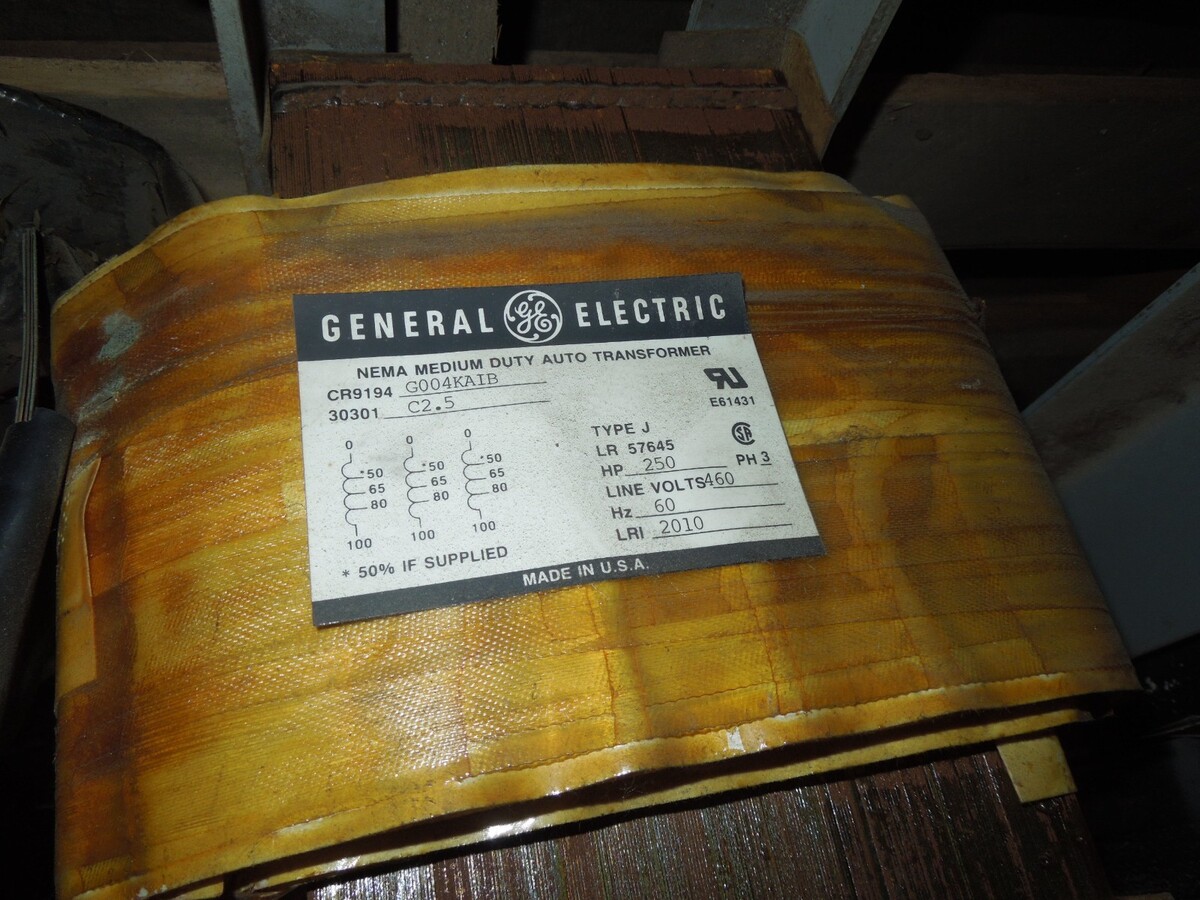 GENERAL GE ELECTRIC
NEMA MEDIUM DUTY AUTO TRANSFORMER
CR9194 G004KAIB
30301 C2.5
E61431
0 0 0
*50 *50 *50
65 65 65
80 80 80
100 100 100
* 50% IF SUPPLIED
TYPE J
LR 57645
HP 250 PH 3
LINE VOLTS 460
Hz 60
LRI 2010
MADE IN U.S.A.